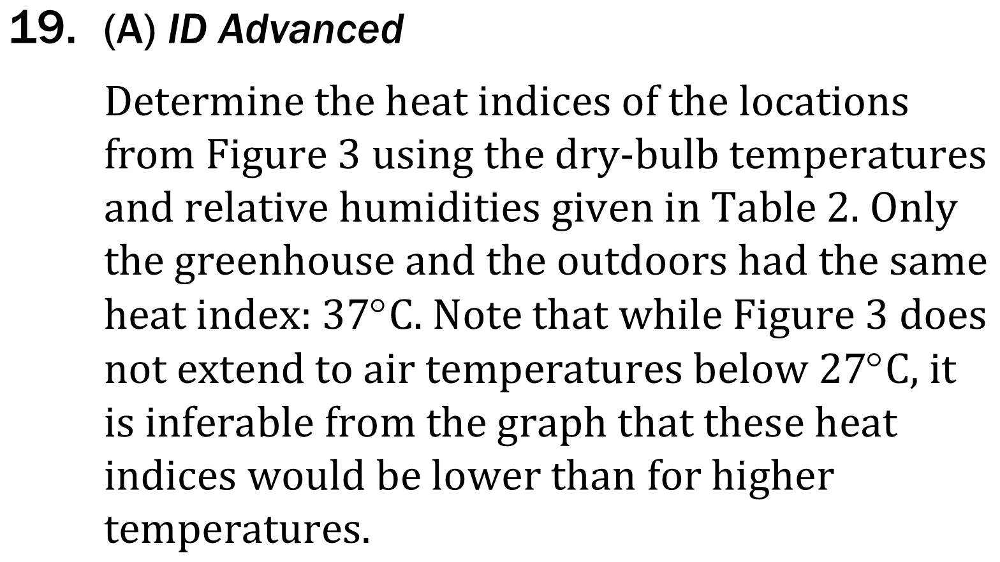 19. (A) ID Advanced
Determine the heat indices of the locations
from Figure 3 using the dry-bulb temperatures
and relative humidities given in Table 2. Only
the greenhouse and the outdoors had the same
heat index: 37°C. Note that while Figure 3 does
not extend to air temperatures below 27°C, it
is inferable from the graph that these heat
indices would be lower than for higher
temperatures.